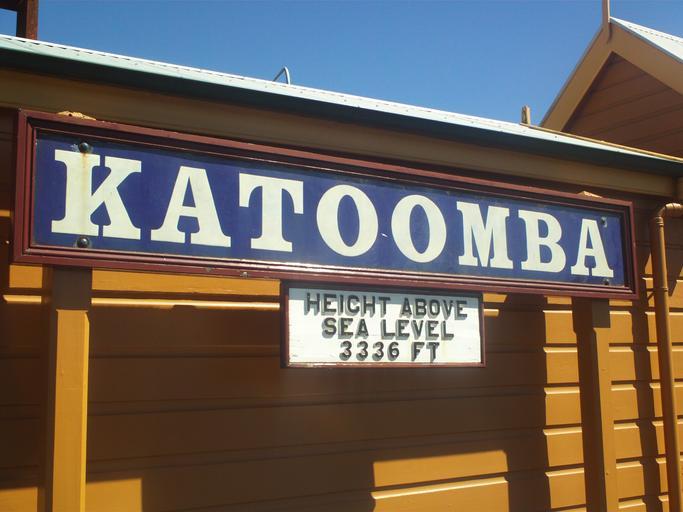 KATOOMBA
HEIGHT ABOVE
SEA LEVEL
3336 FT